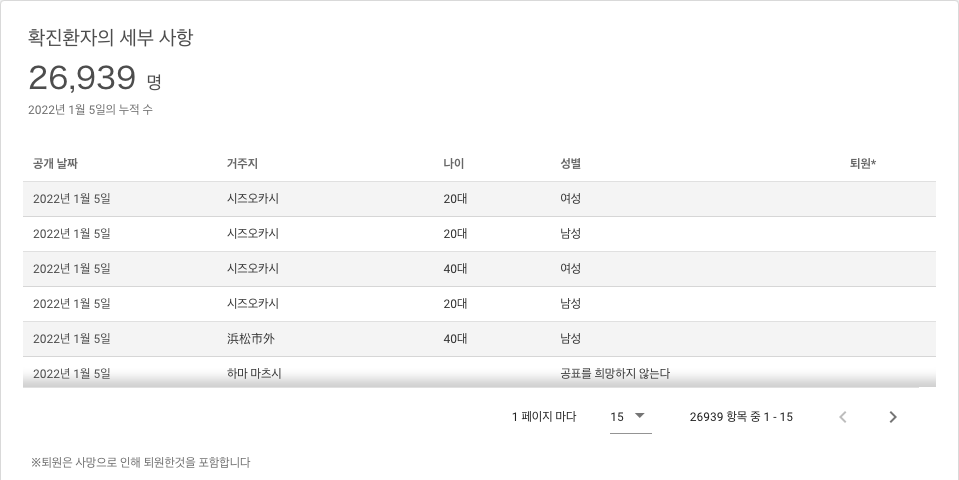 확진환자의 세부 사항
26,939 명
2022년 1월 5일의 누적 수
공개 날짜 거주지 나이 성별 퇴원*
2022년 1월 5일 시즈오카시 20대 여성
2022년 1월 5일 시즈오카시 20대 남성
2022년 1월 5일 시즈오카시 40대 여성
2022년 1월 5일 시즈오카시 20대 남성
2022년 1월 5일 浜松市外 40대 남성
2022년 1월 5일 하마 마츠시 공표를 희망하지 않는다
1 페이지 마다 15 26939 항목 중 1 - 15
※퇴원은 사망으로 인해 퇴원한것을 포함합니다